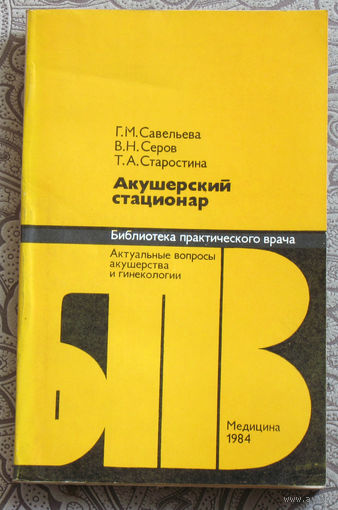 Г.М.Савельева
В.Н.Серов
Т.А.Старостина
Акушерский
стационар
Библиотека практического врача
Актуальные вопросы
акушерства
и гинекологии
БПВ
Медицина
1984